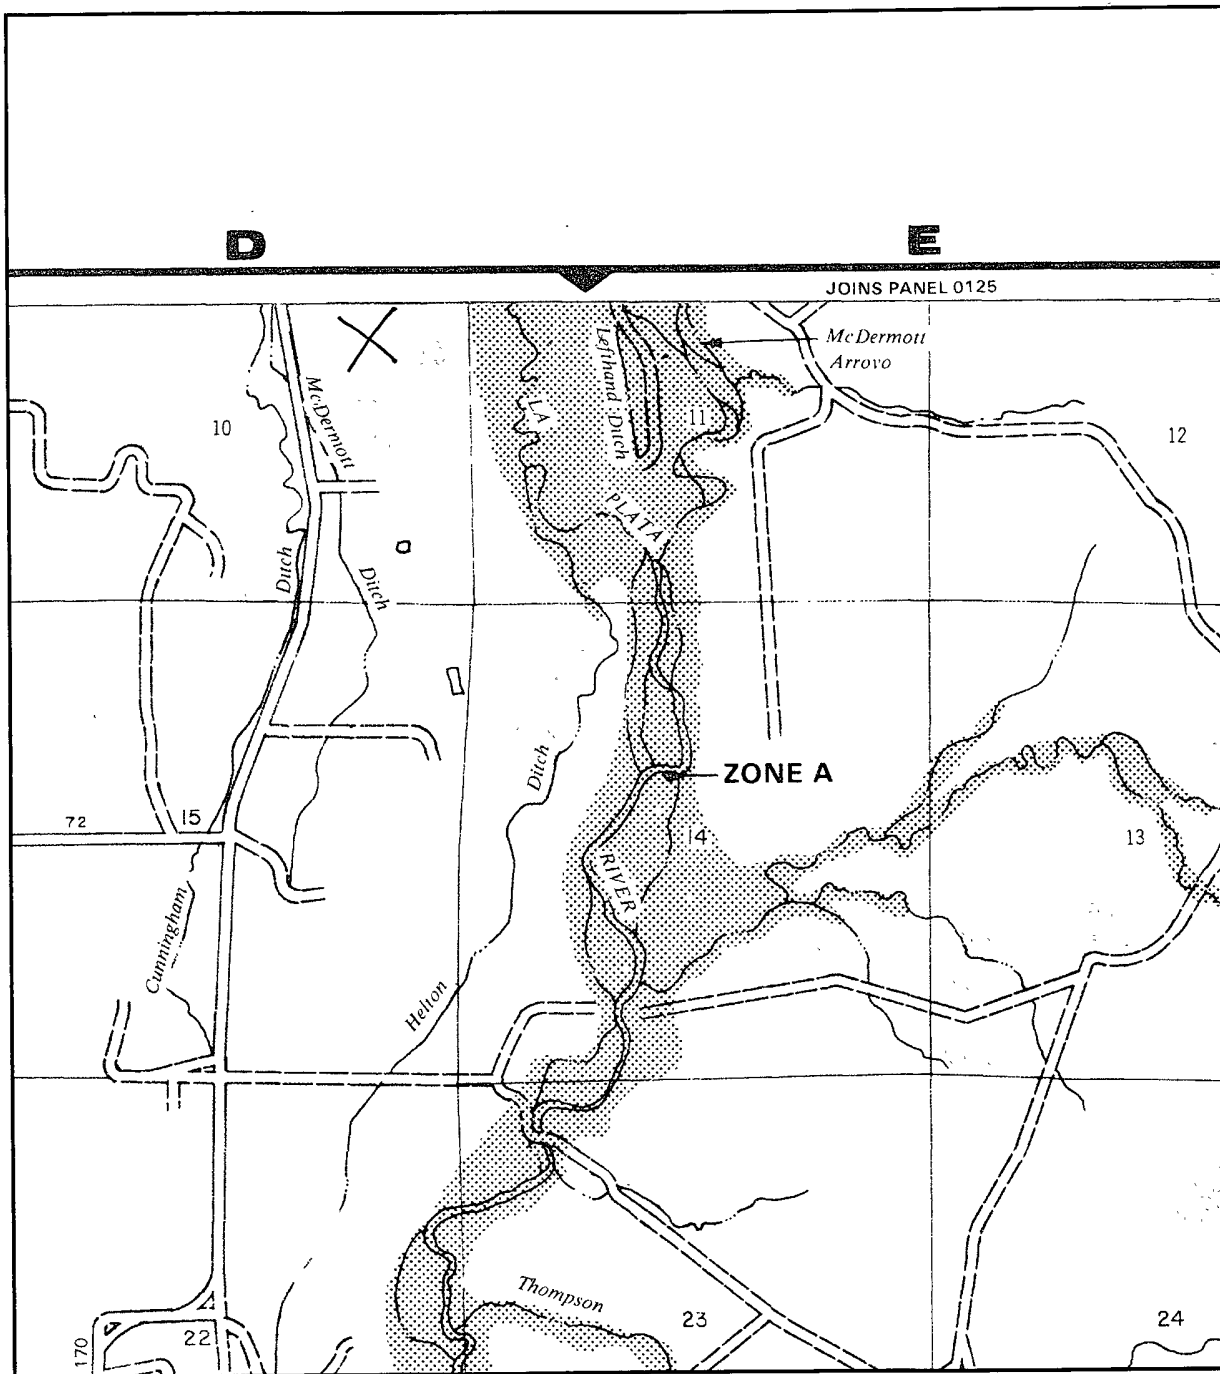 D
E
JOINS PANEL 0125
McDermott
Arroyo
Lefthand Ditch
LA
11
10
McDermott
12
PLATA
Ditch
Ditch
Ditch
ZONE A
72
15
14
13
RIVER
Cunningham
Helton
Thompson
23
24
22
170